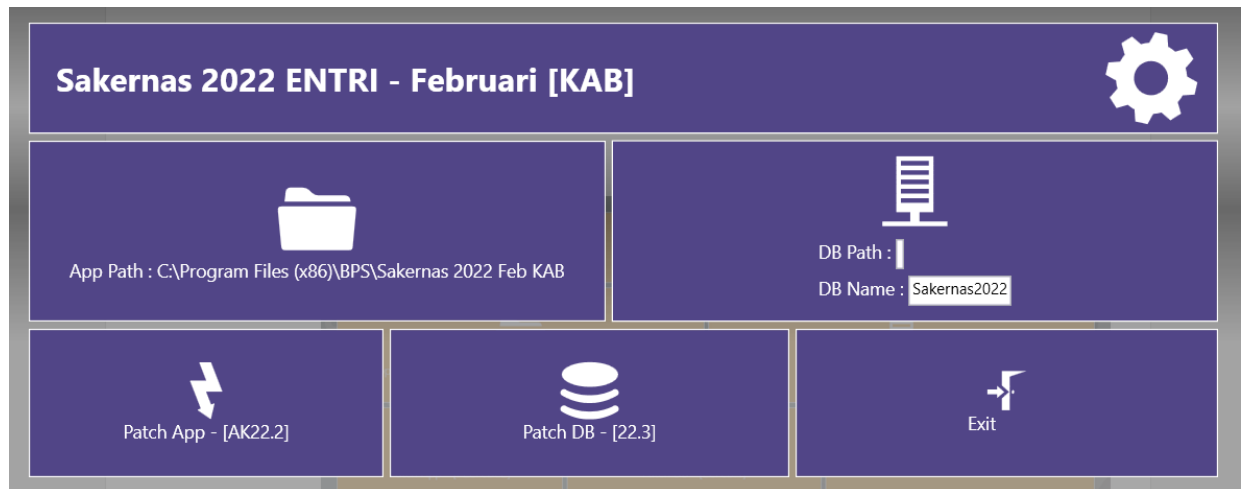 Sakernas 2022 ENTRI - Februari [KAB]
App Path : C:\Program Files (x86)\BPS\Sakernas 2022 Feb KAB
DB Path :
DB Name : Sakernas2022
Patch App - [AK22.2]
Patch DB - [22.3]
Exit